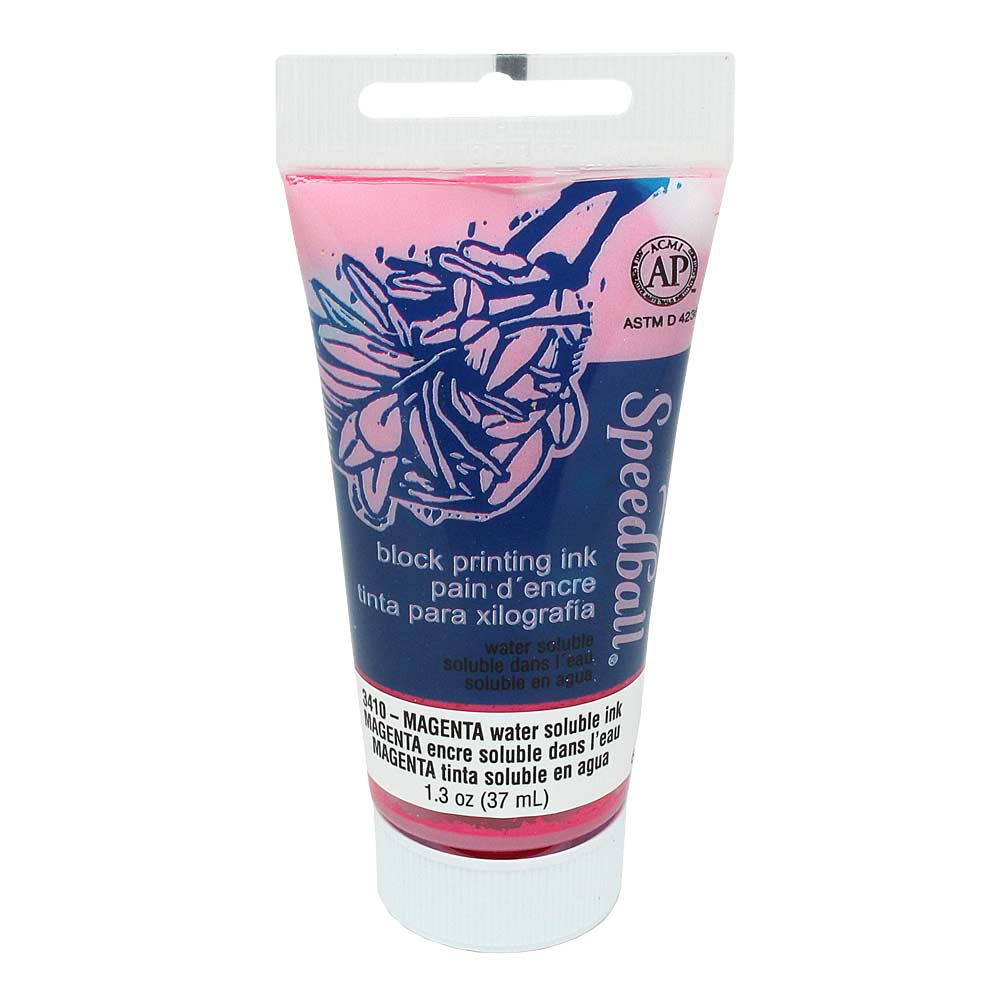 ACMI
AP
ASTM D 423
Speedball®
block printing ink
pain d'encre
tinta para xilografía
water soluble
soluble dans l'eau
soluble en agua
3410 – MAGENTA water soluble ink
MAGENTA encre soluble dans l'eau
MAGENTA tinta soluble en agua
1.3 oz (37 mL)